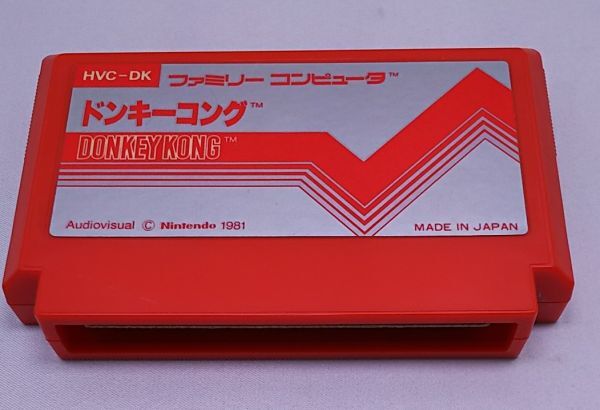 HVC-DK ファミリー コンピュータ™
ドンキーコング™
DONKEY KONG™
Audiovisual © Nintendo 1981 MADE IN JAPAN